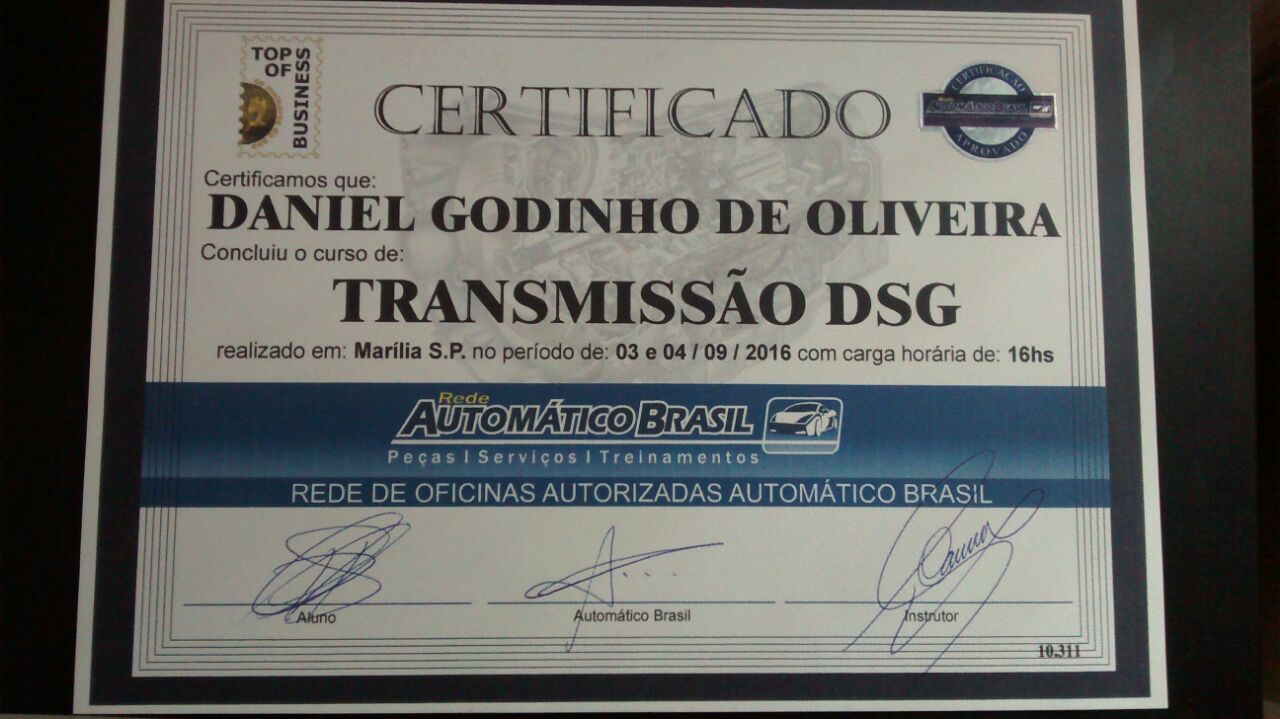 TOP
OF
BUSINESS
CERTIFICADO
CERTIFICAÇÃO
AUTOMÁTICO BRASIL
APROVADO
Certificamos que:
DANIEL GODINHO DE OLIVEIRA
Concluiu o curso de:
TRANSMISSÃO DSG
realizado em: Marília S.P. no período de: 03 e 04 / 09 / 2016 com carga horária de: 16hs
Rede
AUTOMÁTICO BRASIL
Peças | Serviços | Treinamentos
REDE DE OFICINAS AUTORIZADAS AUTOMÁTICO BRASIL
Aluno
Automático Brasil
Instrutor
10.311